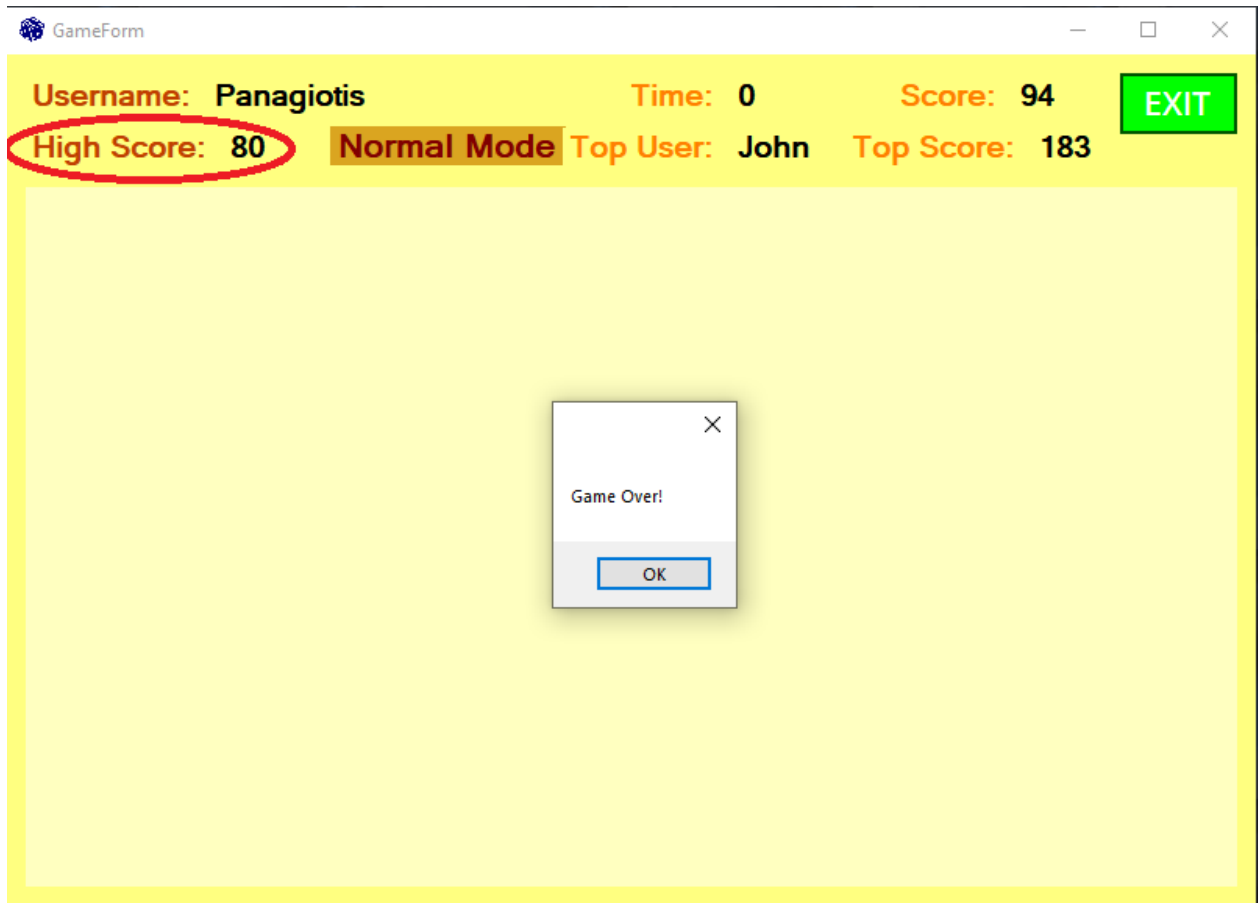 GameForm
Username: Panagiotis Time: 0 Score: 94 EXIT
High Score: 80 Normal Mode Top User: John Top Score: 183
Game Over!
OK